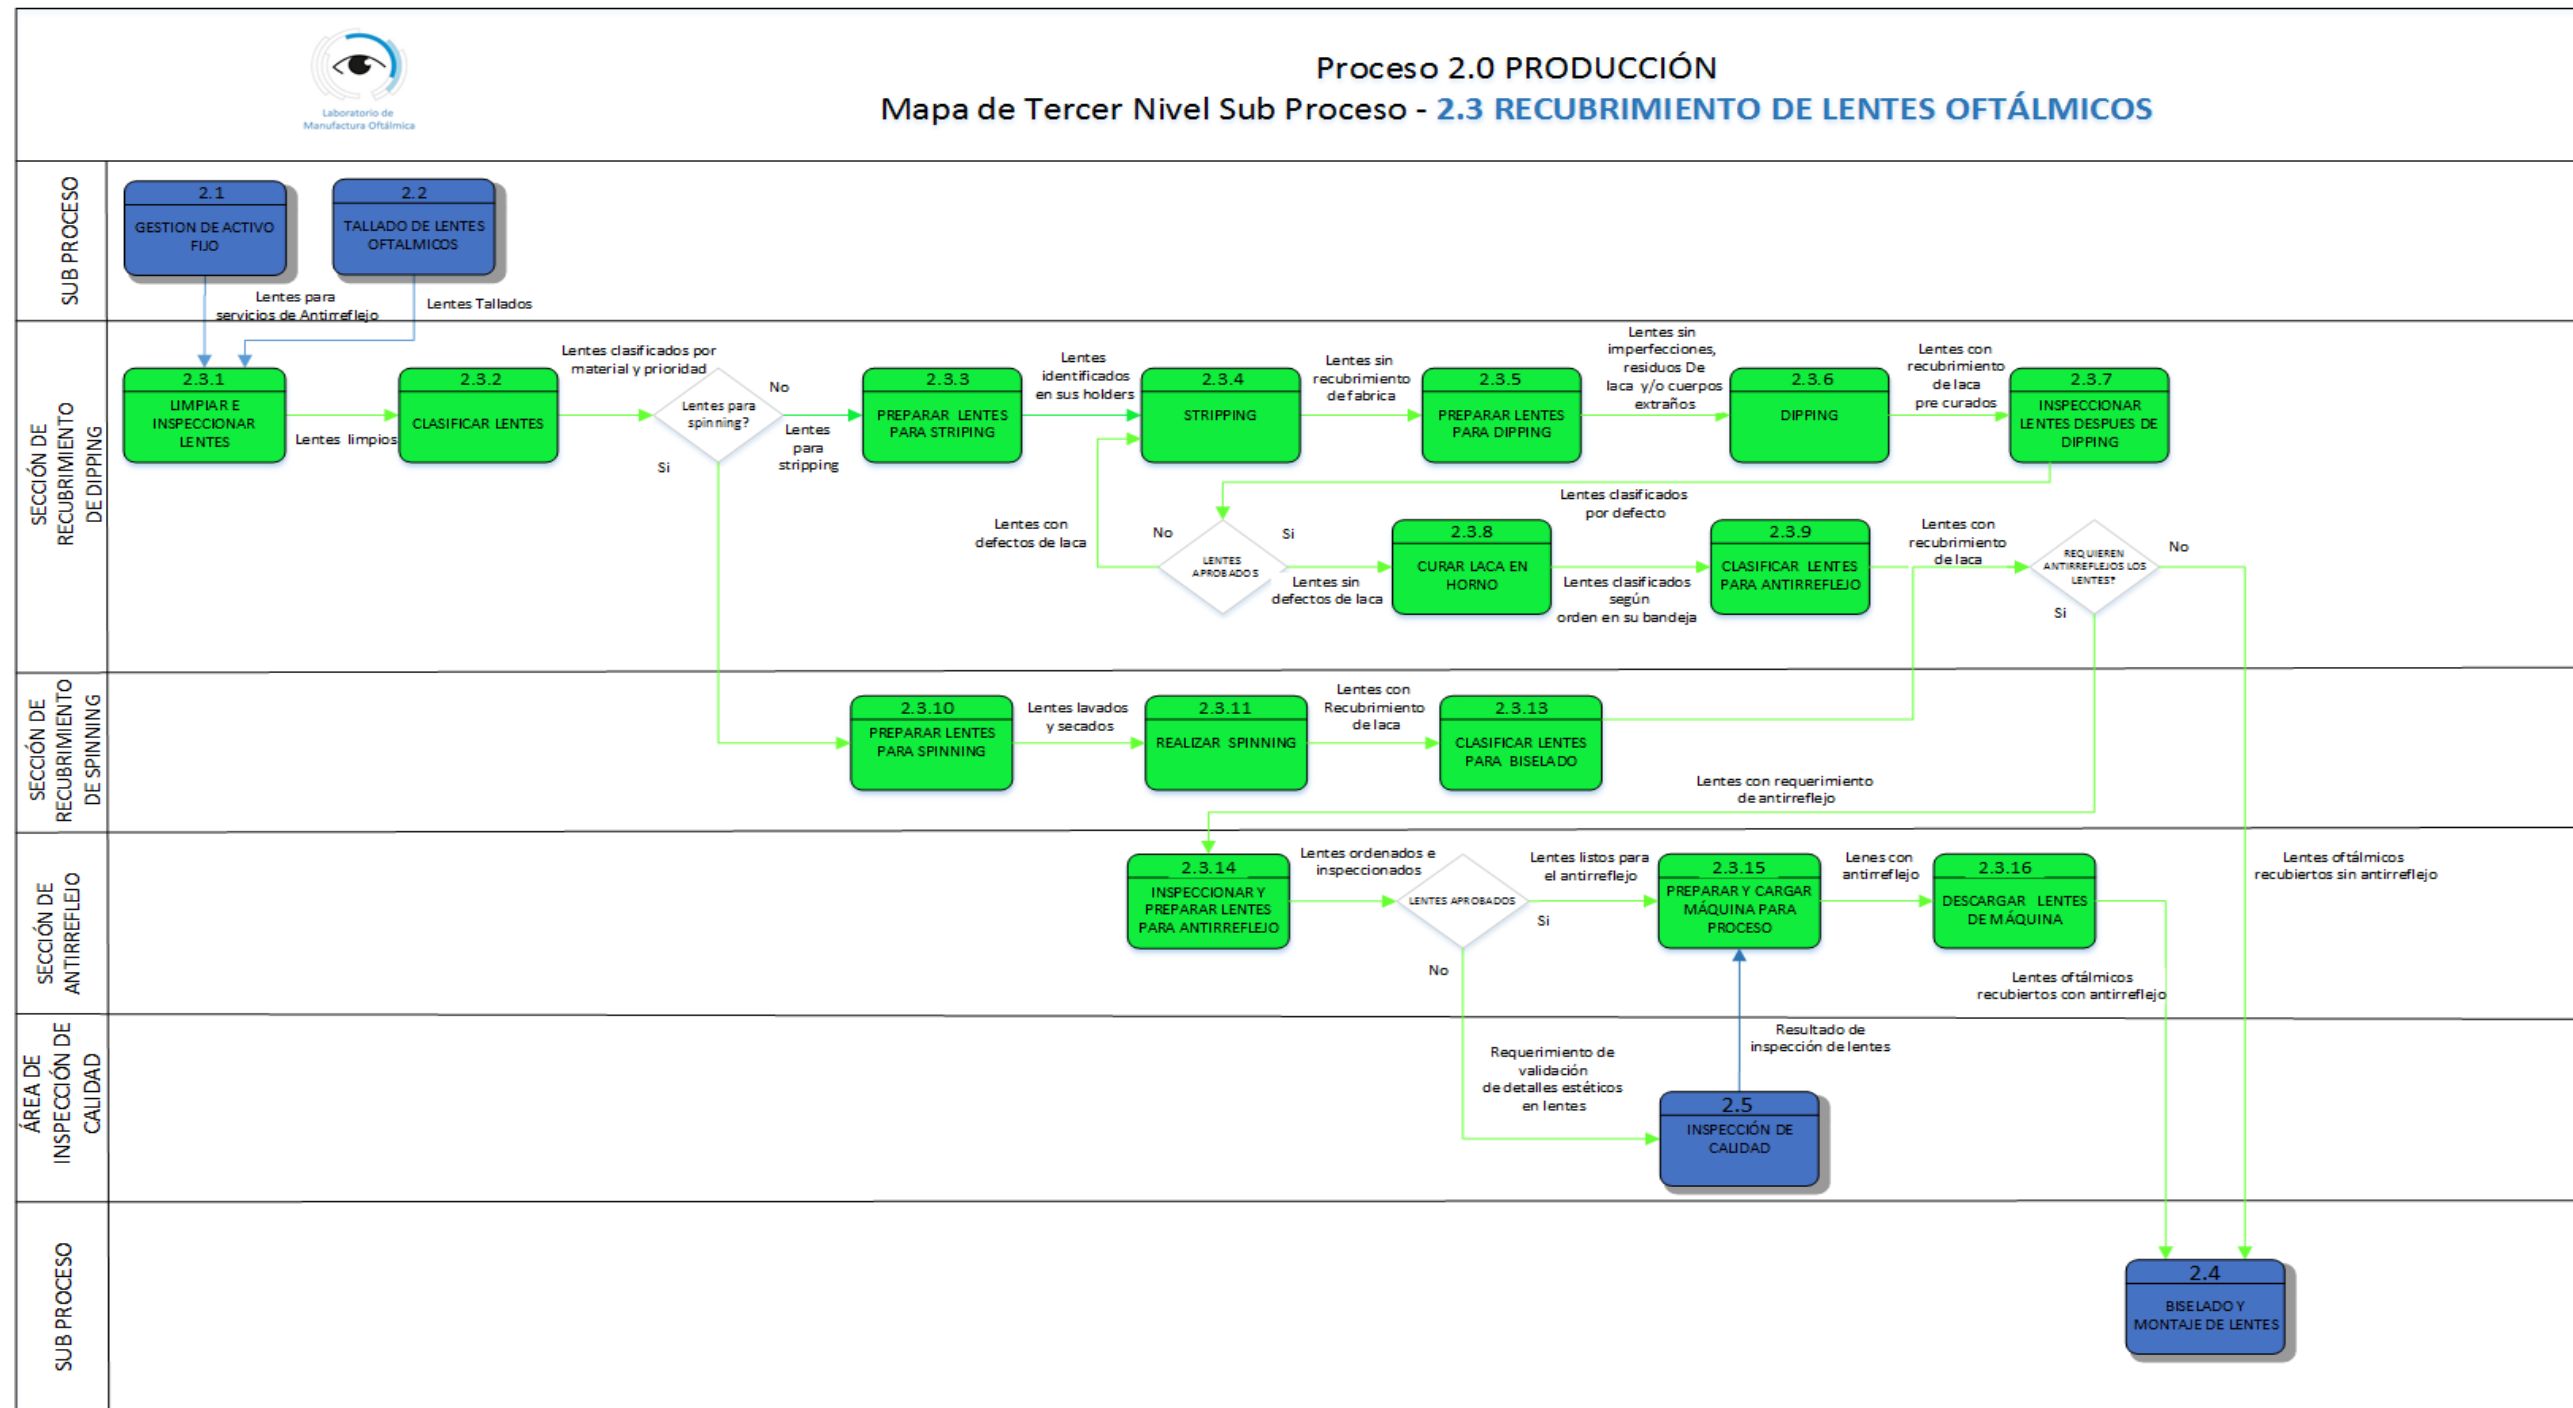 Laboratorio de
Manufactura Oftálmica
Proceso 2.0 PRODUCCIÓN
Mapa de Tercer Nivel Sub Proceso - 2.3 RECUBRIMIENTO DE LENTES OFTÁLMICOS
SUB PROCESO
2.1
GESTION DE ACTIVO
FIJO
2.2
TALLADO DE LENTES
OFTALMICOS
Lentes para
servicios de Antirreflejo
Lentes Tallados
SECCIÓN DE
RECUBRIMIENTO
DE DIPPING
2.3.1
LIMPIAR E
INSPECCIONAR
LENTES
Lentes limpios
2.3.2
CLASIFICAR LENTES
Lentes clasificados por
material y prioridad
Lentes para
spinning?
No
Lentes
para
stripping
Si
2.3.3
PREPARAR LENTES
PARA STRIPING
Lentes
identificados
en sus holders
2.3.4
STRIPPING
Lentes sin
recubrimiento
de fabrica
2.3.5
PREPARAR LENTES
PARA DIPPING
Lentes sin
imperfecciones,
residuos De
laca y/o cuerpos
extraños
2.3.6
DIPPING
Lentes con
recubrimiento
de laca
pre curados
2.3.7
INSPECCIONAR
LENTES DESPUES DE
DIPPING
Lentes clasificados
por defecto
Lentes con
defectos de laca
No
LENTES
APROBADOS
Si
Lentes sin
defectos de laca
2.3.8
CURAR LACA EN
HORNO
Lentes clasificados
según
orden en su bandeja
2.3.9
CLASIFICAR LENTES
PARA ANTIRREFLEJO
Lentes con
recubrimiento
de laca
REQUIEREN
ANTIRREFLEJOS LOS
LENTES?
No
Si
SECCIÓN DE
RECUBRIMIENTO
DE SPINNING
2.3.10
PREPARAR LENTES
PARA SPINNING
Lentes lavados
y secados
2.3.11
REALIZAR SPINNING
Lentes con
Recubrimiento
de laca
2.3.13
CLASIFICAR LENTES
PARA BISELADO
Lentes con requerimiento
de antirreflejo
SECCIÓN DE
ANTIRREFLEJO
2.3.14
INSPECCIONAR Y
PREPARAR LENTES
PARA ANTIRREFLEJO
Lentes ordenados e
inspeccionados
LENTES APROBADOS
Lentes listos para
el antirreflejo
Si
No
2.3.15
PREPARAR Y CARGAR
MÁQUINA PARA
PROCESO
Lenes con
antirreflejo
2.3.16
DESCARGAR LENTES
DE MÁQUINA
Lentes oftálmicos
recubiertos sin antirreflejo
Lentes oftálmicos
recubiertos con antirreflejo
ÁREA DE
INSPECCIÓN DE
CALIDAD
Requerimiento de
validación
de detalles estéticos
en lentes
Resultado de
inspección de lentes
2.5
INSPECCIÓN DE
CALIDAD
SUB PROCESO
2.4
BISELADO Y
MONTAJE DE LENTES